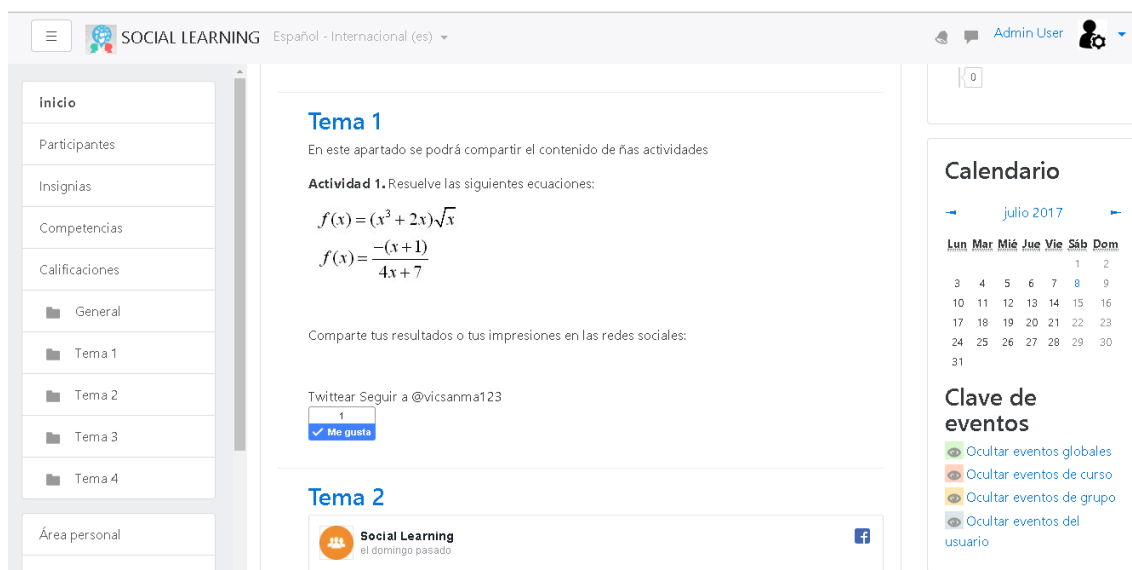 SOCIAL LEARNING Español - Internacional (es)
Admin User
inicio
Participantes
Insignias
Competencias
Calificaciones
General
Tema 1
Tema 2
Tema 3
Tema 4
Área personal
Tema 1
En este apartado se podrá compartir el contenido de ñas actividades
Actividad 1. Resuelve las siguientes ecuaciones:
f(x) = (x³ + 2x)√x
f(x) = -(x+1) / 4x + 7
Comparte tus resultados o tus impresiones en las redes sociales:
Twittear Seguir a @vicsanma123
1
Me gusta
Tema 2
Social Learning
el domingo pasado
0
Calendario
julio 2017
Lun Mar Mié Jue Vie Sáb Dom
1 2
3 4 5 6 7 8 9
10 11 12 13 14 15 16
17 18 19 20 21 22 23
24 25 26 27 28 29 30
31
Clave de
eventos
Ocultar eventos globales
Ocultar eventos de curso
Ocultar eventos de grupo
Ocultar eventos del
usuario